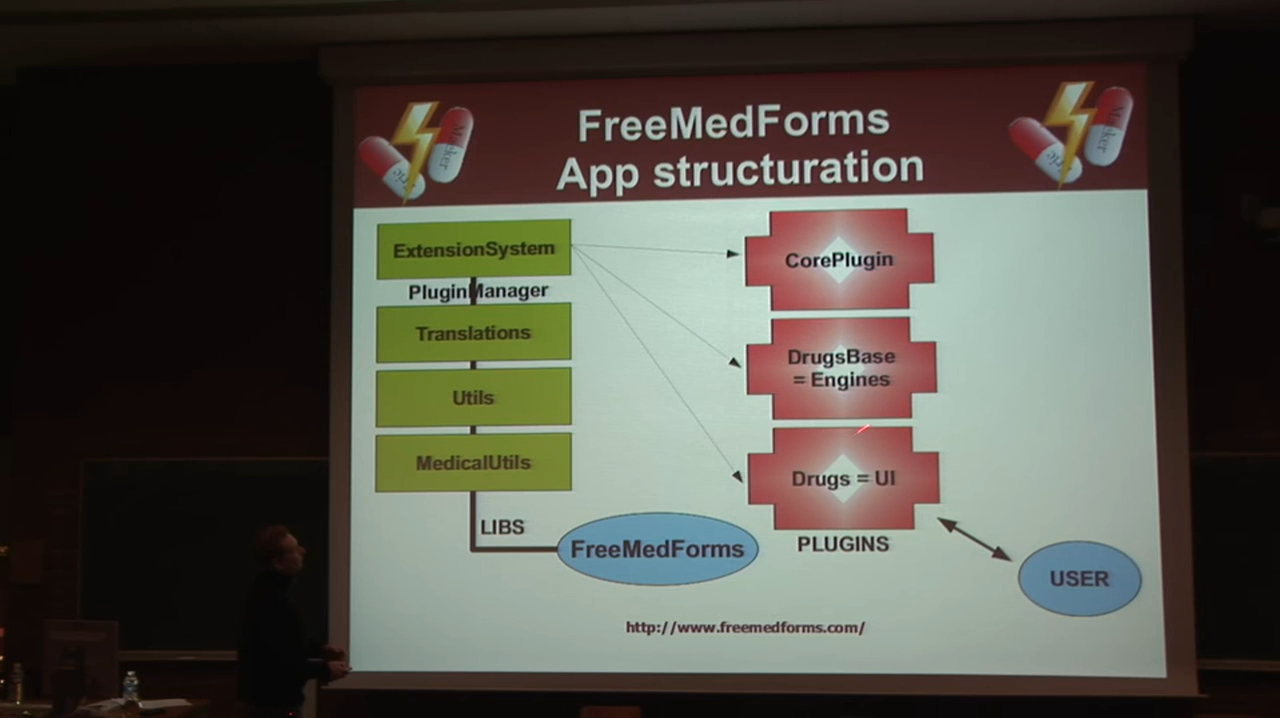 FreeMedForms
App structuration
ExtensionSystem
PluginManager
Translations
Utils
MedicalUtils
LIBS
FreeMedForms
CorePlugin
DrugsBase
= Engines
Drugs = UI
PLUGINS
USER
http://www.freemedforms.com/